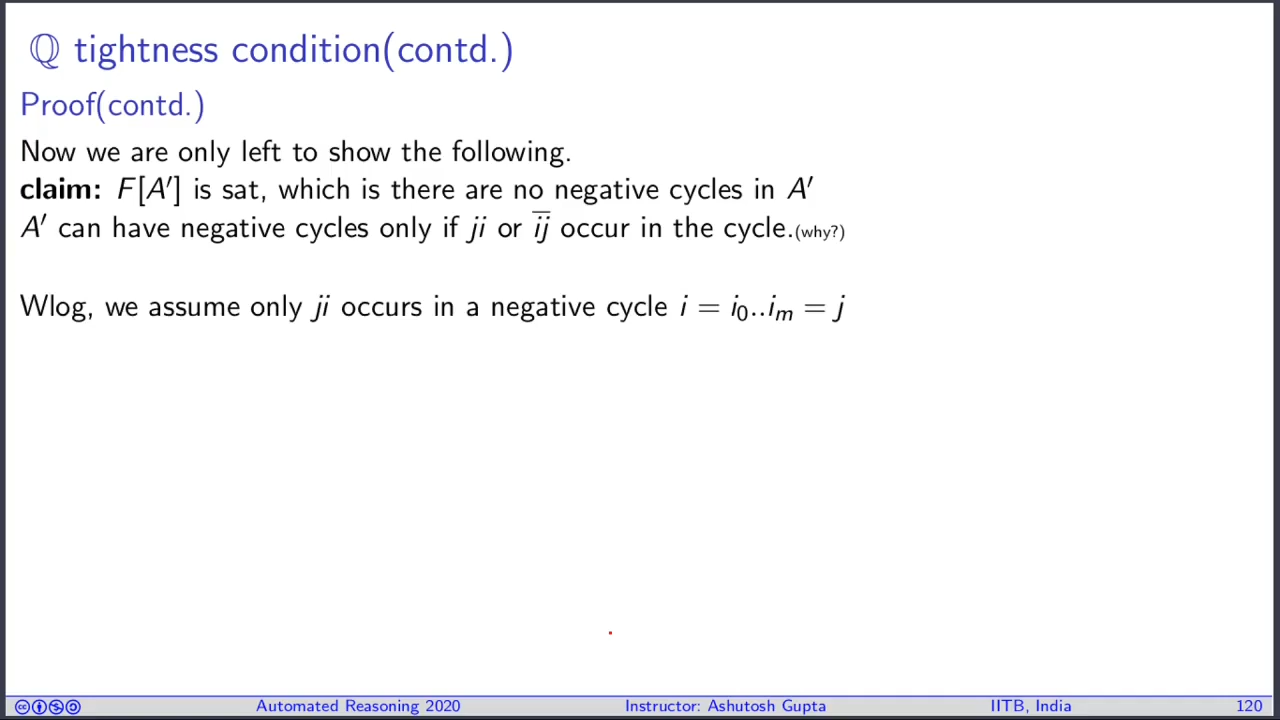 ℚ tightness condition(contd.)
Proof(contd.)
Now we are only left to show the following.
claim: F[A′] is sat, which is there are no negative cycles in A′
A′ can have negative cycles only if ji or i̅j̅ occur in the cycle.(why?)
Wlog, we assume only ji occurs in a negative cycle i = i₀..iₘ = j
Automated Reasoning 2020 Instructor: Ashutosh Gupta IITB, India 120